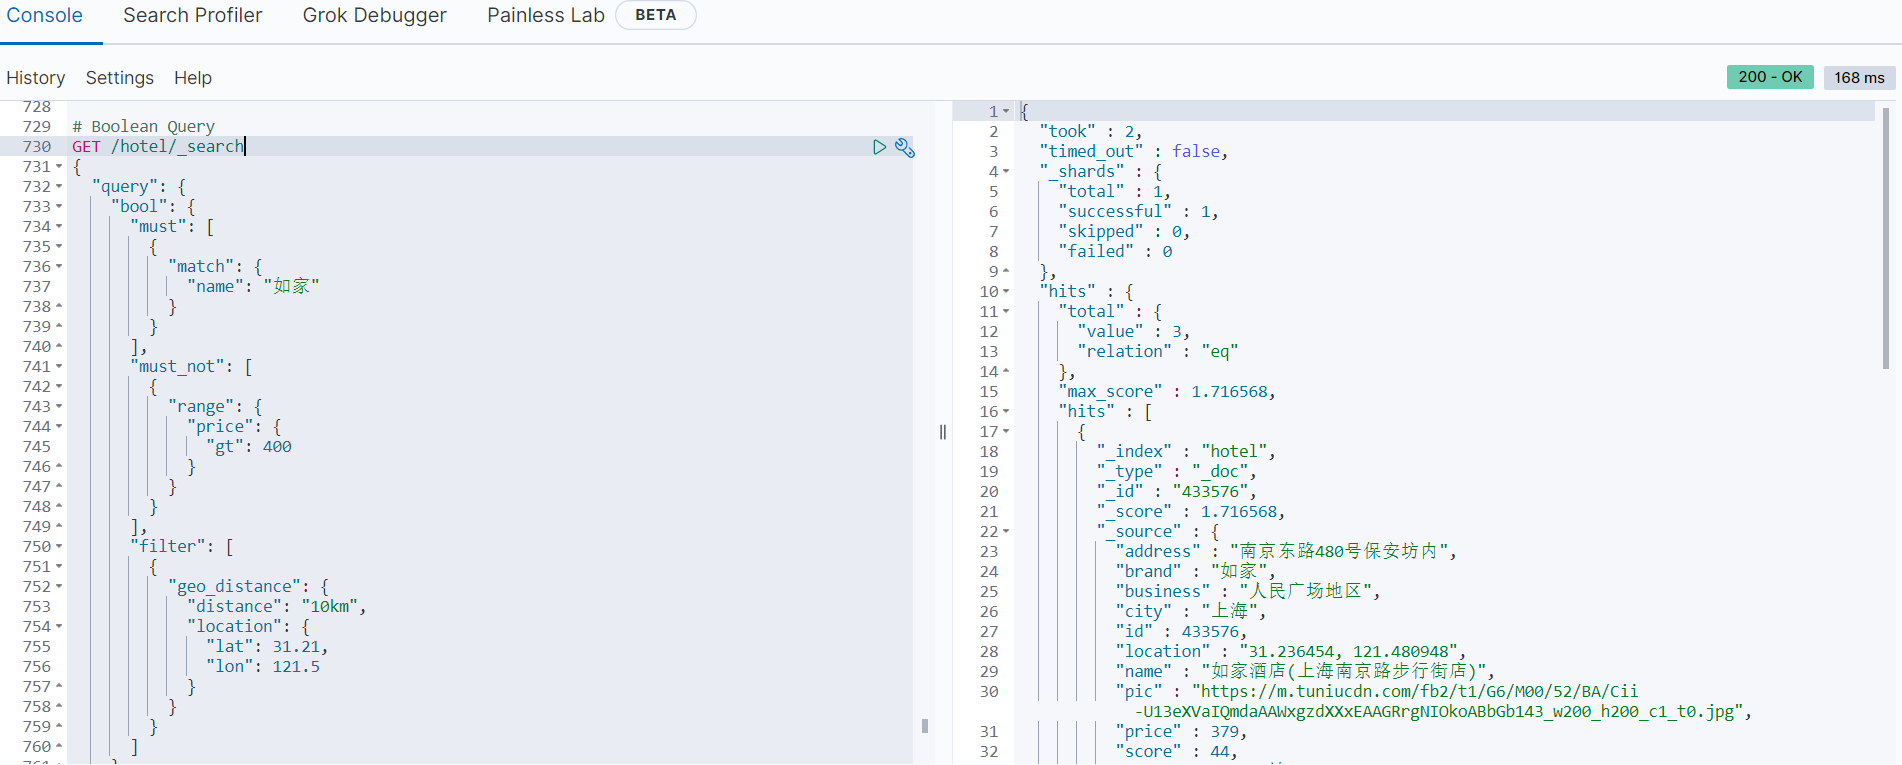 Console Search Profiler Grok Debugger Painless Lab BETA
History Settings Help 200 - OK 168 ms
728
729 # Boolean Query
730 GET /hotel/_search
731 {
732 "query": {
733 "bool": {
734 "must": [
735 {
736 "match": {
737 "name": "如家"
738 }
739 }
740 ],
741 "must_not": [
742 {
743 "range": {
744 "price": {
745 "gt": 400
746 }
747 }
748 }
749 ],
750 "filter": [
751 {
752 "geo_distance": {
753 "distance": "10km",
754 "location": {
755 "lat": 31.21,
756 "lon": 121.5
757 }
758 }
759 }
760 ]
1 {
2 "took" : 2,
3 "timed_out" : false,
4 "_shards" : {
5 "total" : 1,
6 "successful" : 1,
7 "skipped" : 0,
8 "failed" : 0
9 },
10 "hits" : {
11 "total" : {
12 "value" : 3,
13 "relation" : "eq"
14 },
15 "max_score" : 1.716568,
16 "hits" : [
17 {
18 "_index" : "hotel",
19 "_type" : "_doc",
20 "_id" : "433576",
21 "_score" : 1.716568,
22 "_source" : {
23 "address" : "南京东路480号保安坊内",
24 "brand" : "如家",
25 "business" : "人民广场地区",
26 "city" : "上海",
27 "id" : 433576,
28 "location" : "31.236454, 121.480948",
29 "name" : "如家酒店(上海南京路步行街店)",
30 "pic" : "https://m.tuniucdn.com/fb2/t1/G6/M00/52/BA/Cii
-U13eXVaIQmdaAAWxgzdXXxEAAGRrgNIOkoABbGb143_w200_h200_c1_t0.jpg",
31 "price" : 379,
32 "score" : 44,